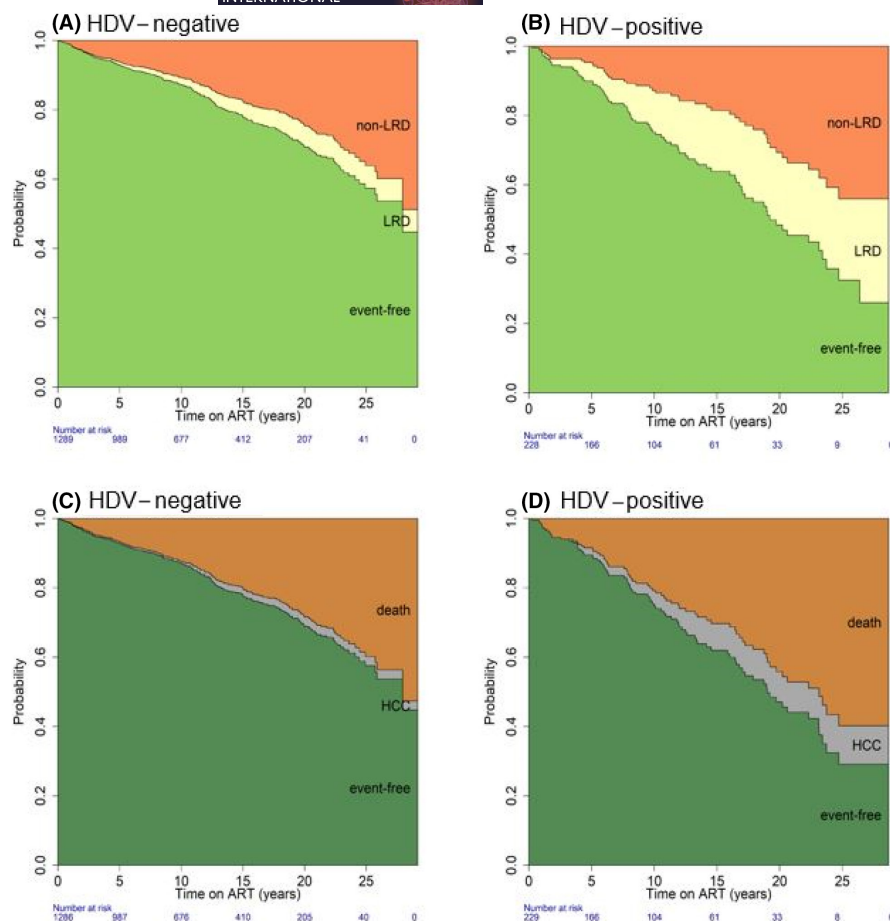 INTERNATIONAL
(A) HDV–negative
1.0
0.8
0.6
0.4
0.2
0.0
Probability
non-LRD
LRD
event-free
0 5 10 15 20 25
Time on ART (years)
Number at risk
1289 989 677 412 207 41 0
(B) HDV–positive
1.0
0.8
0.6
0.4
0.2
0.0
Probability
non-LRD
LRD
event-free
0 5 10 15 20 25
Time on ART (years)
Number at risk
228 166 104 61 33 9
(C) HDV–negative
1.0
0.8
0.6
0.4
0.2
0.0
Probability
death
HCC
event-free
0 5 10 15 20 25
Time on ART (years)
Number at risk
1286 987 676 410 205 40 0
(D) HDV–positive
1.0
0.8
0.6
0.4
0.2
0.0
Probability
death
HCC
event-free
0 5 10 15 20 25
Time on ART (years)
Number at risk
229 166 104 61 33 8